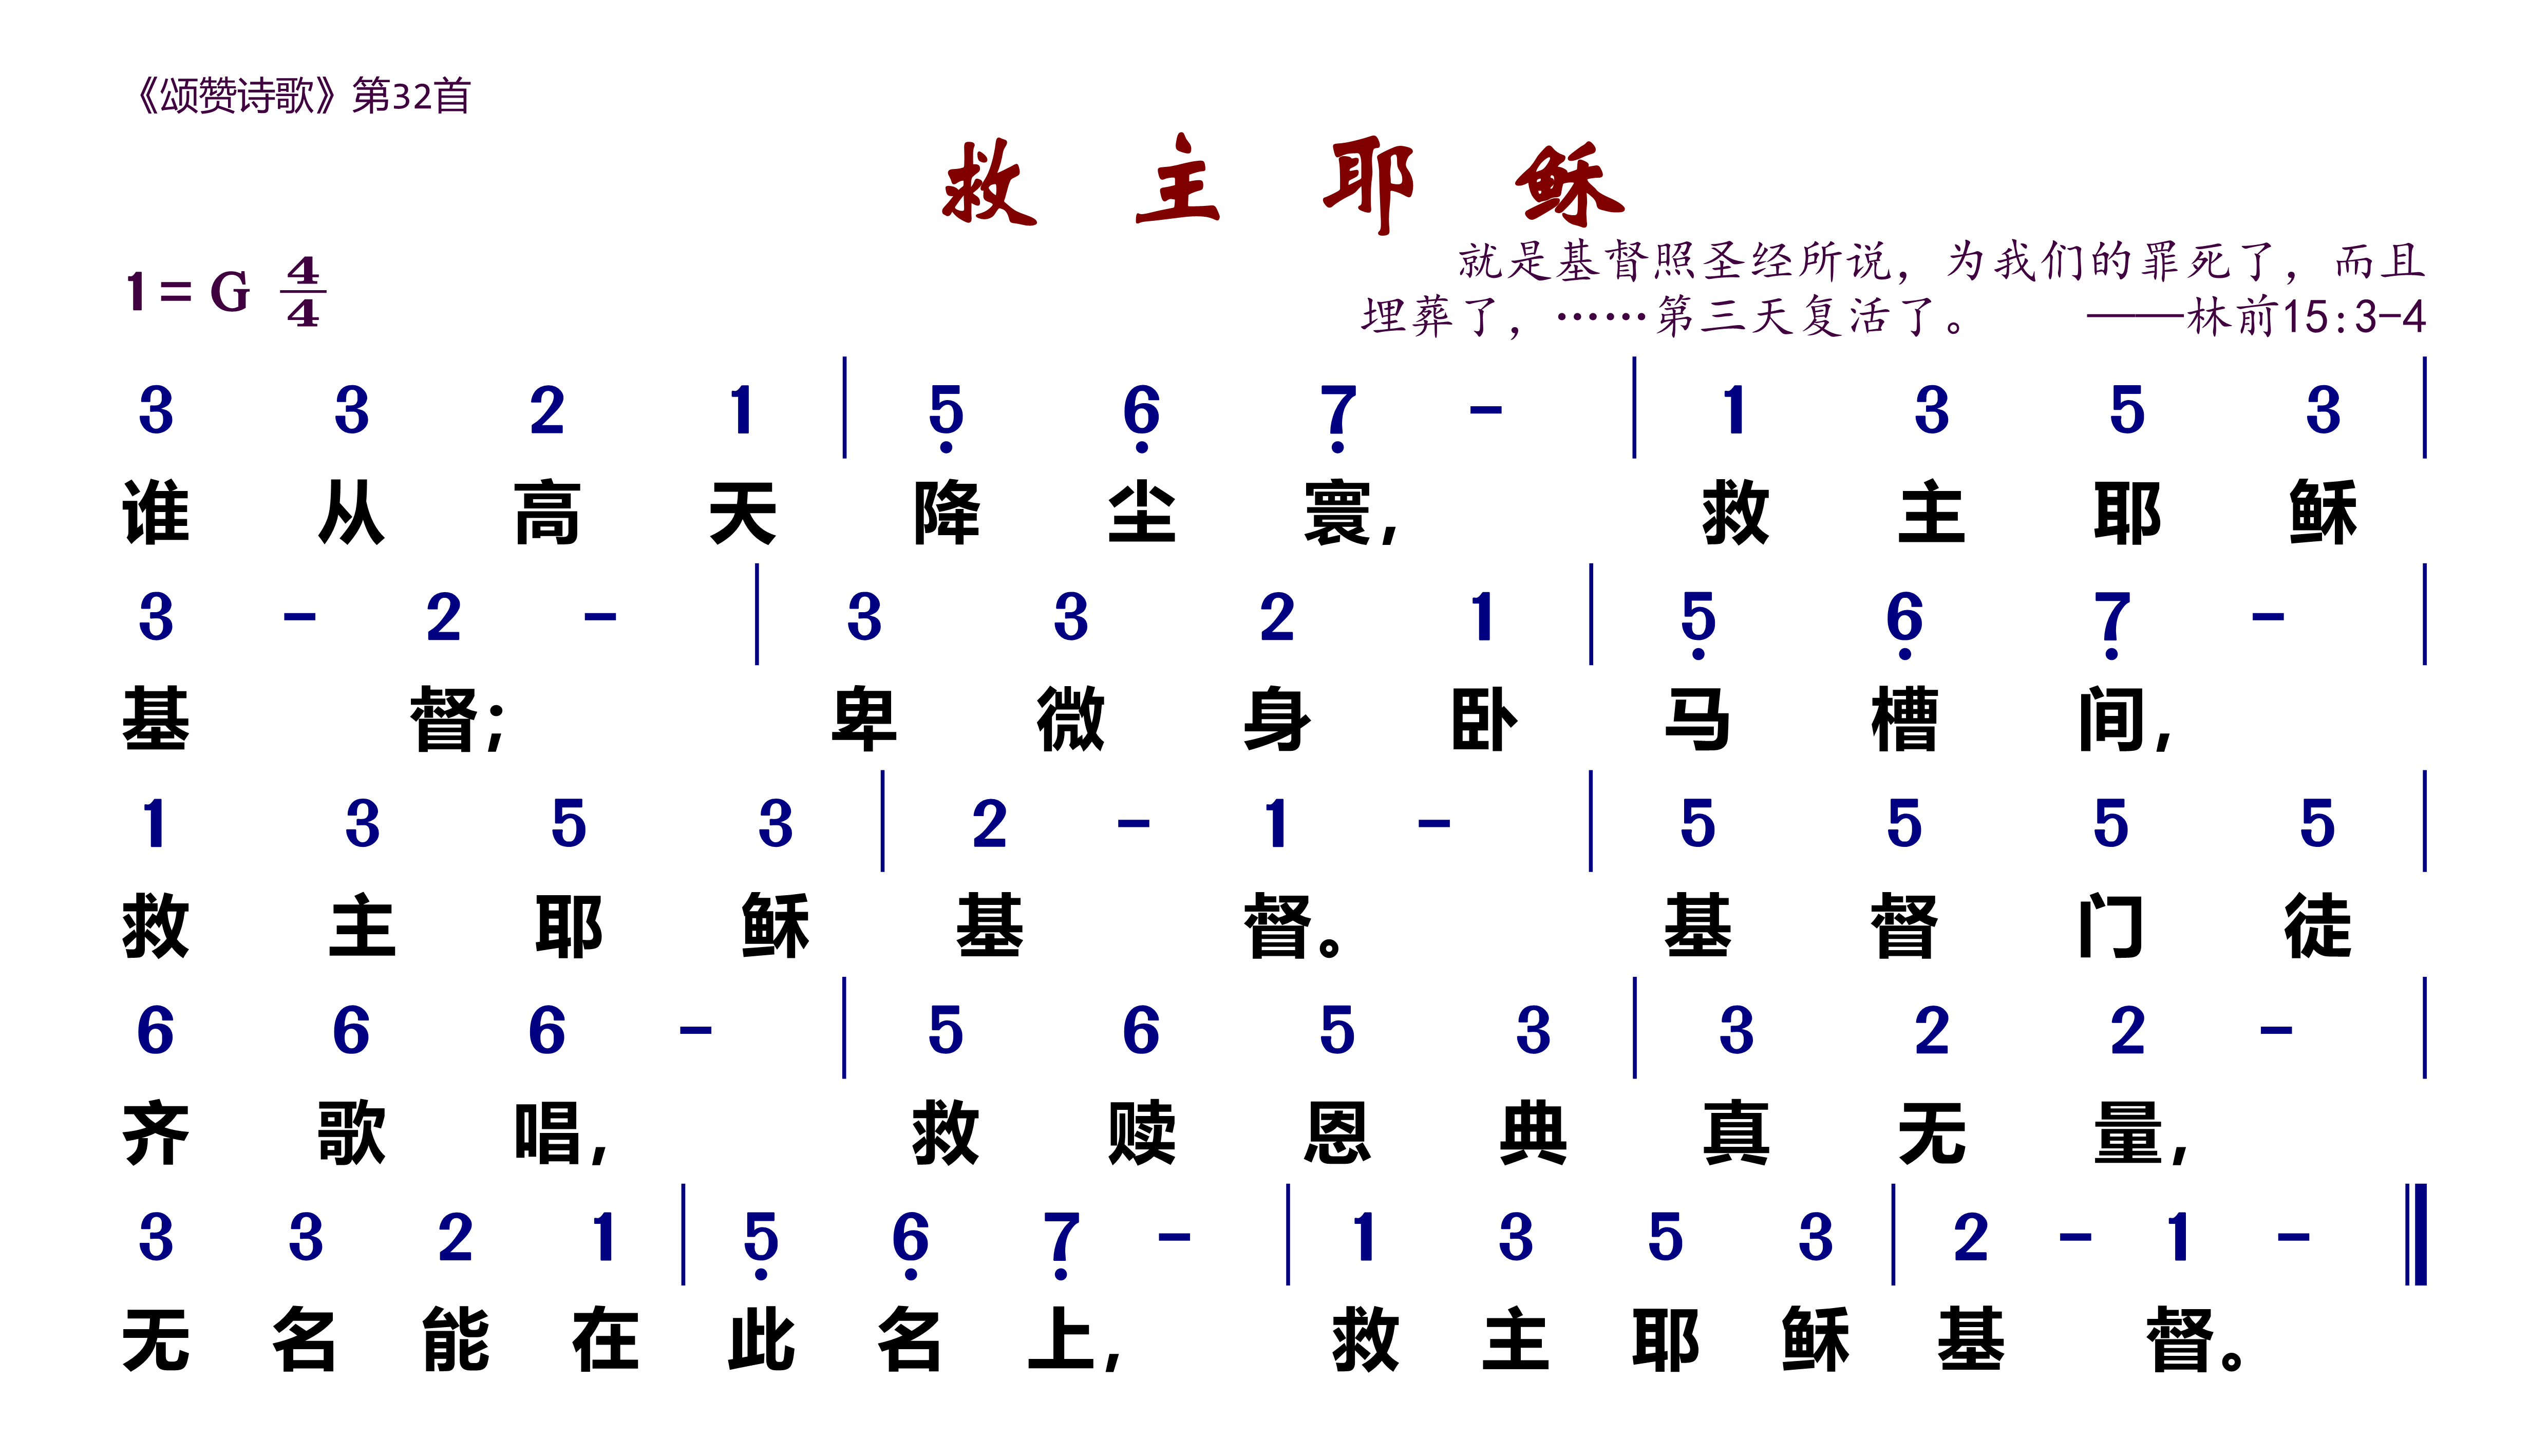 《颂赞诗歌》第32首
救主耶稣
就是基督照圣经所说，为我们的罪死了，而且
1=G 4/4 埋葬了，……第三天复活了。 ——林前15:3-4
3 3 2 1 | 5̣ 6̣ 7̣ - | 1 3 5 3 |
谁从高天降尘寰，救主耶稣
3 - 2 - | 3 3 2 1 | 5̣ 6̣ 7̣ - |
基督；卑微身卧马槽间，
1 3 5 3 | 2 - 1 - | 5 5 5 5 |
救主耶稣基督。基督门徒
6 6 6 - | 5 6 5 3 | 3 2 2 - |
齐歌唱，救赎恩典真无量，
3 3 2 1 | 5̣ 6̣ 7̣ - | 1 3 5 3 | 2 - 1 - ‖
无名能在此名上，救主耶稣基督。